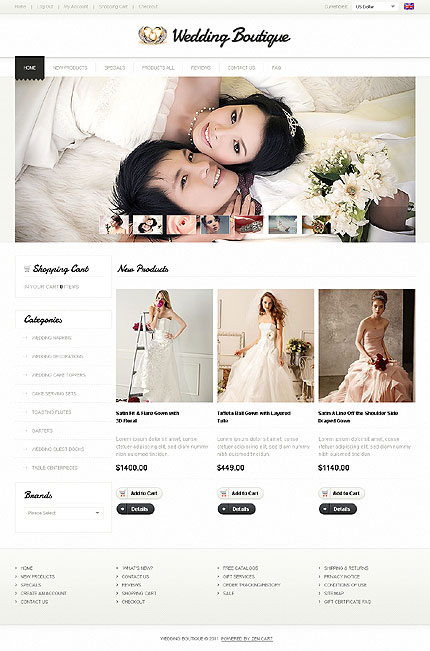 Home | Log Out | My Account | Shopping Cart | Checkout
Currencies: US Dollar
Wedding Boutique
HOME
NEW PRODUCTS
SPECIALS
PRODUCTS ALL
REVIEWS
CONTACT US
FAQ
Shopping Cart
IN YOUR CART 0 ITEMS
Categories
WEDDING NAPKINS
WEDDING DECORATIONS
WEDDING CAKE TOPPERS
CAKE SERVING SETS
TOASTING FLUTES
GARTERS
WEDDING GUEST BOOKS
TABLE CENTERPIECES
Brands
Please Select
New Products
Satin Fit & Flare Gown with
3D Floral
Lorem ipsum dolor sit amet, conse
ctetuer adipiscing elit, sed diam nummy
nibh euismod tincidun.
$1400.00
Add to Cart
Details
Taffeta Ball Gown with Layered
Tulle
Lorem ipsum dolor sit amet, conse
ctetuer adipiscing elit, sed diam nummy
nibh euismod tincidun.
$449.00
Add to Cart
Details
Satin A Line Off the Shoulder Side
Draped Gown
Lorem ipsum dolor sit amet, conse
ctetuer adipiscing elit, sed diam nummy
nibh euismod tincidun.
$1140.00
Add to Cart
Details
HOME
NEW PRODUCTS
SPECIALS
CREATE AN ACCOUNT
CONTACT US
WHAT'S NEW?
CONTACT US
REVIEWS
SHOPPING CART
CHECKOUT
FREE CATALOGS
GIFT SERVICES
ORDER TRACKING/HISTORY
SALE
SHIPPING & RETURNS
PRIVACY NOTICE
CONDITIONS OF USE
SITE MAP
GIFT CERTIFICATE FAQ
WEDDING BOUTIQUE © 2011 POWERED BY ZEN CART